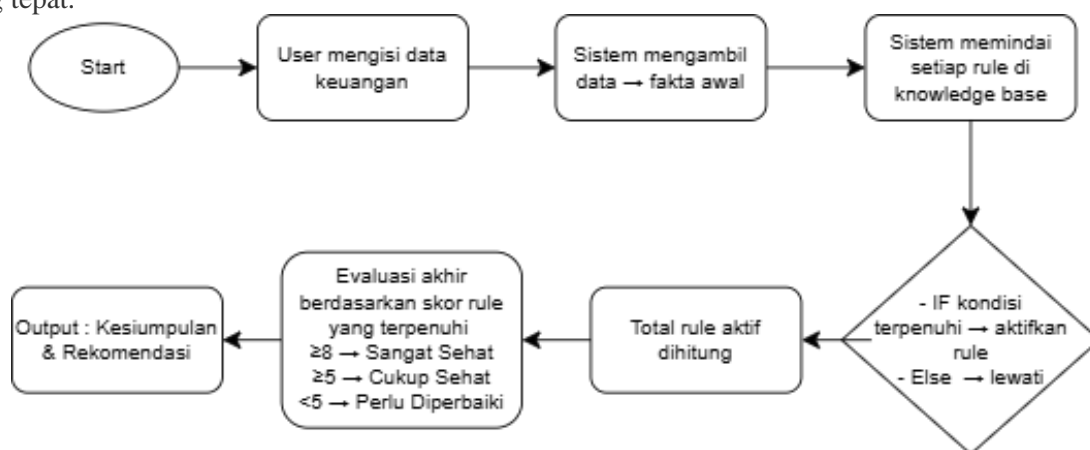 tepat.
Start
User mengisi data
keuangan
Sistem mengambil
data → fakta awal
Sistem memindai
setiap rule di
knowledge base
- IF kondisi
terpenuhi → aktifkan
rule
- Else → lewati
Total rule aktif
dihitung
Evaluasi akhir
berdasarkan skor rule
yang terpenuhi
≥8 → Sangat Sehat
≥5 → Cukup Sehat
<5 → Perlu Diperbaiki
Output : Kesiumpulan
& Rekomendasi